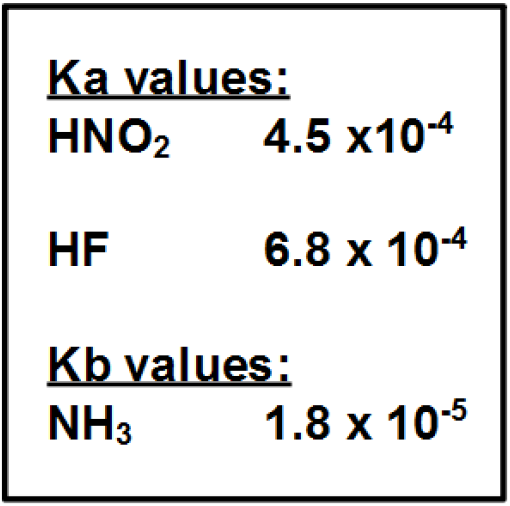 Ka values:
HNO₂ 4.5 x10⁻⁴
HF 6.8 x 10⁻⁴
Kb values:
NH₃ 1.8 x 10⁻⁵